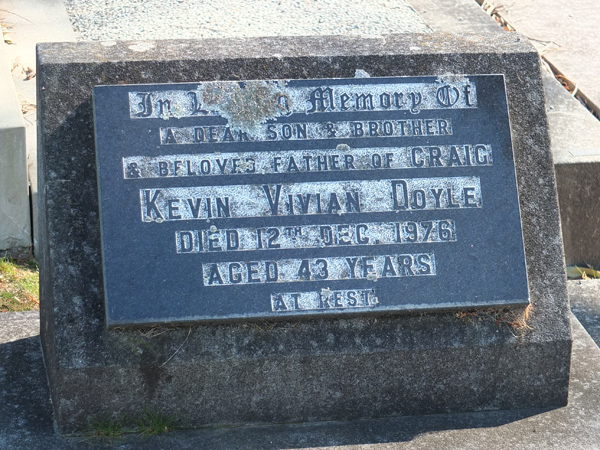 In Loving Memory Of
A DEAR SON & BROTHER
& BELOVED FATHER OF CRAIG
KEVIN VIVIAN DOYLE
DIED 12TH DEC. 1976
AGED 43 YEARS
AT REST.